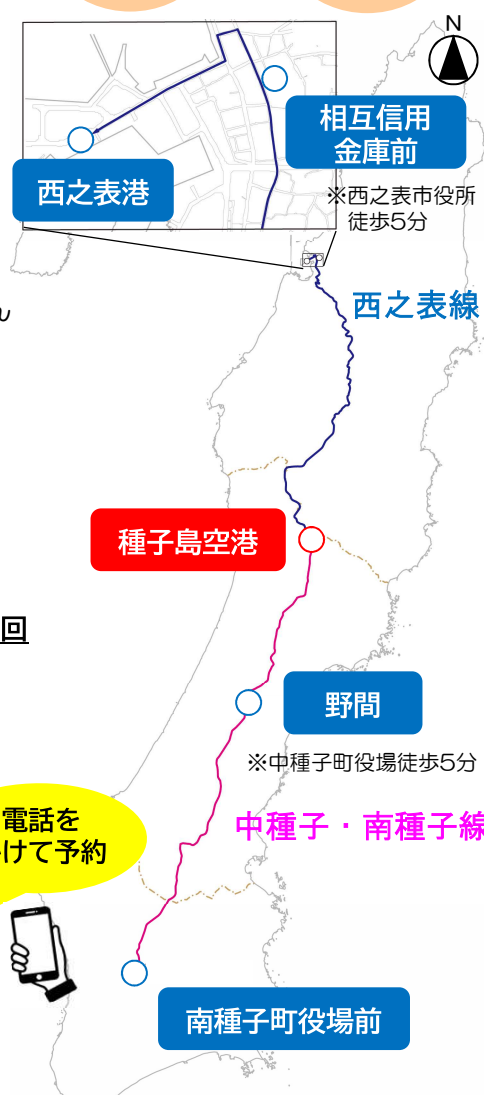 N
相互信用
金庫前
西之表港
※西之表市役所
徒歩5分
西之表線
種子島空港
回
野間
※中種子町役場徒歩5分
電話を
けて予約
中種子・南種子線
南種子町役場前